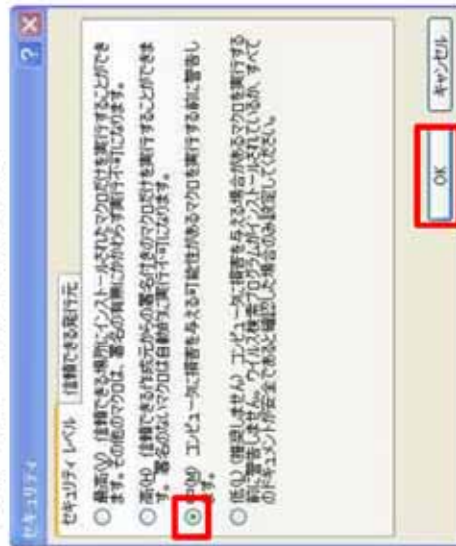 セキュリティ
セキュリティ レベル
信頼できる発行元
最高(V) (信頼できる場所にインストールされたマクロだけを実行することができ
ます。その他のマクロは、署名の有無にかかわらず実行不可になります。
高(H) (信頼できる作成元からの署名付きのマクロだけを実行することができま
す。署名のないマクロは自動的に実行不可になります。
中(M) コンピュータに損害を与える可能性があるマクロを実行する前に警告し
ます。
低(L) (推奨しません) コンピュータに損害を与える場合があるマクロを実行する
前に警告しません。ウイルス検索プログラムがインストールされているか、すべて
のドキュメントが安全であると確認した場合のみ設定してください。
OK
キャンセル